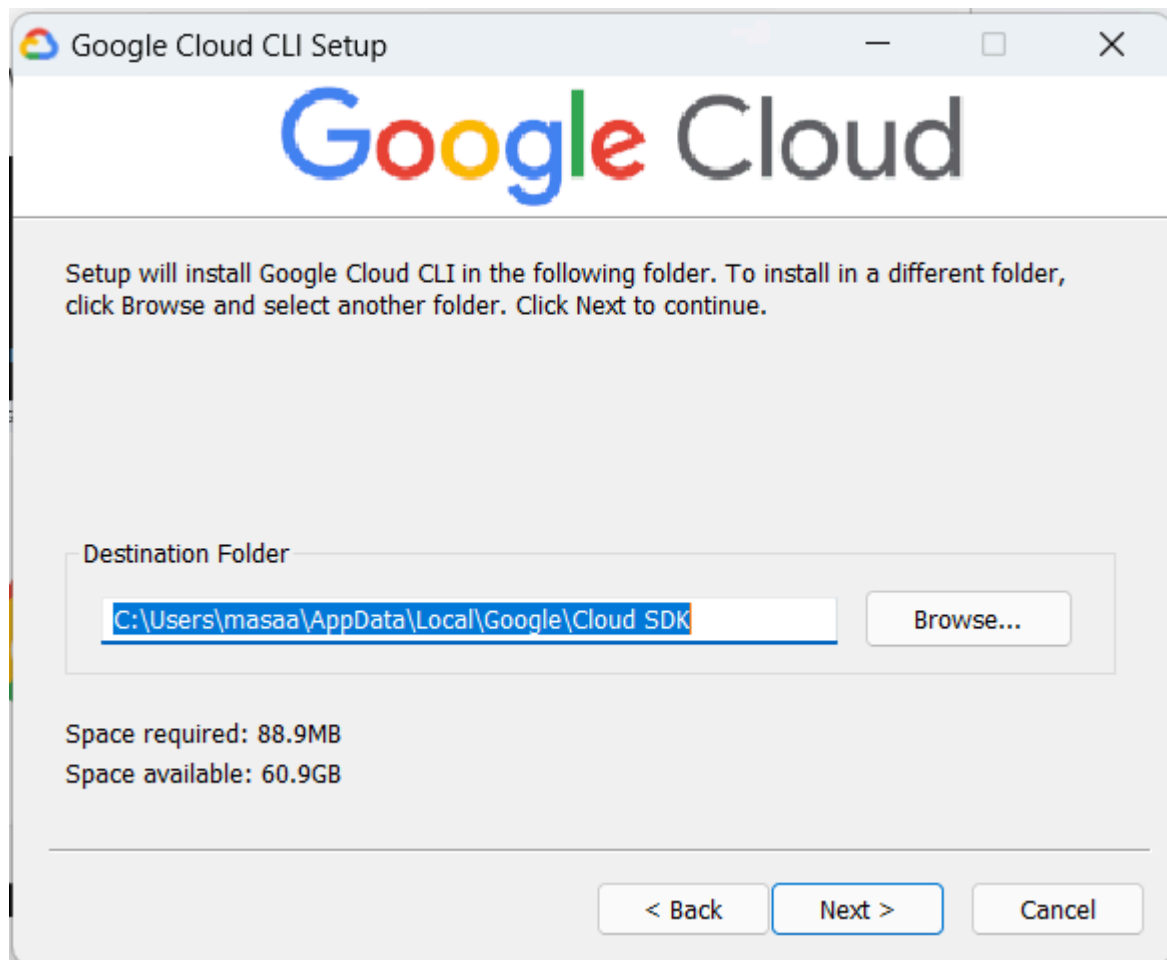 Google Cloud CLI Setup
Google Cloud
Setup will install Google Cloud CLI in the following folder. To install in a different folder,
click Browse and select another folder. Click Next to continue.
Destination Folder
C:\Users\masaa\AppData\Local\Google\Cloud SDK
Browse...
Space required: 88.9MB
Space available: 60.9GB
< Back
Next >
Cancel